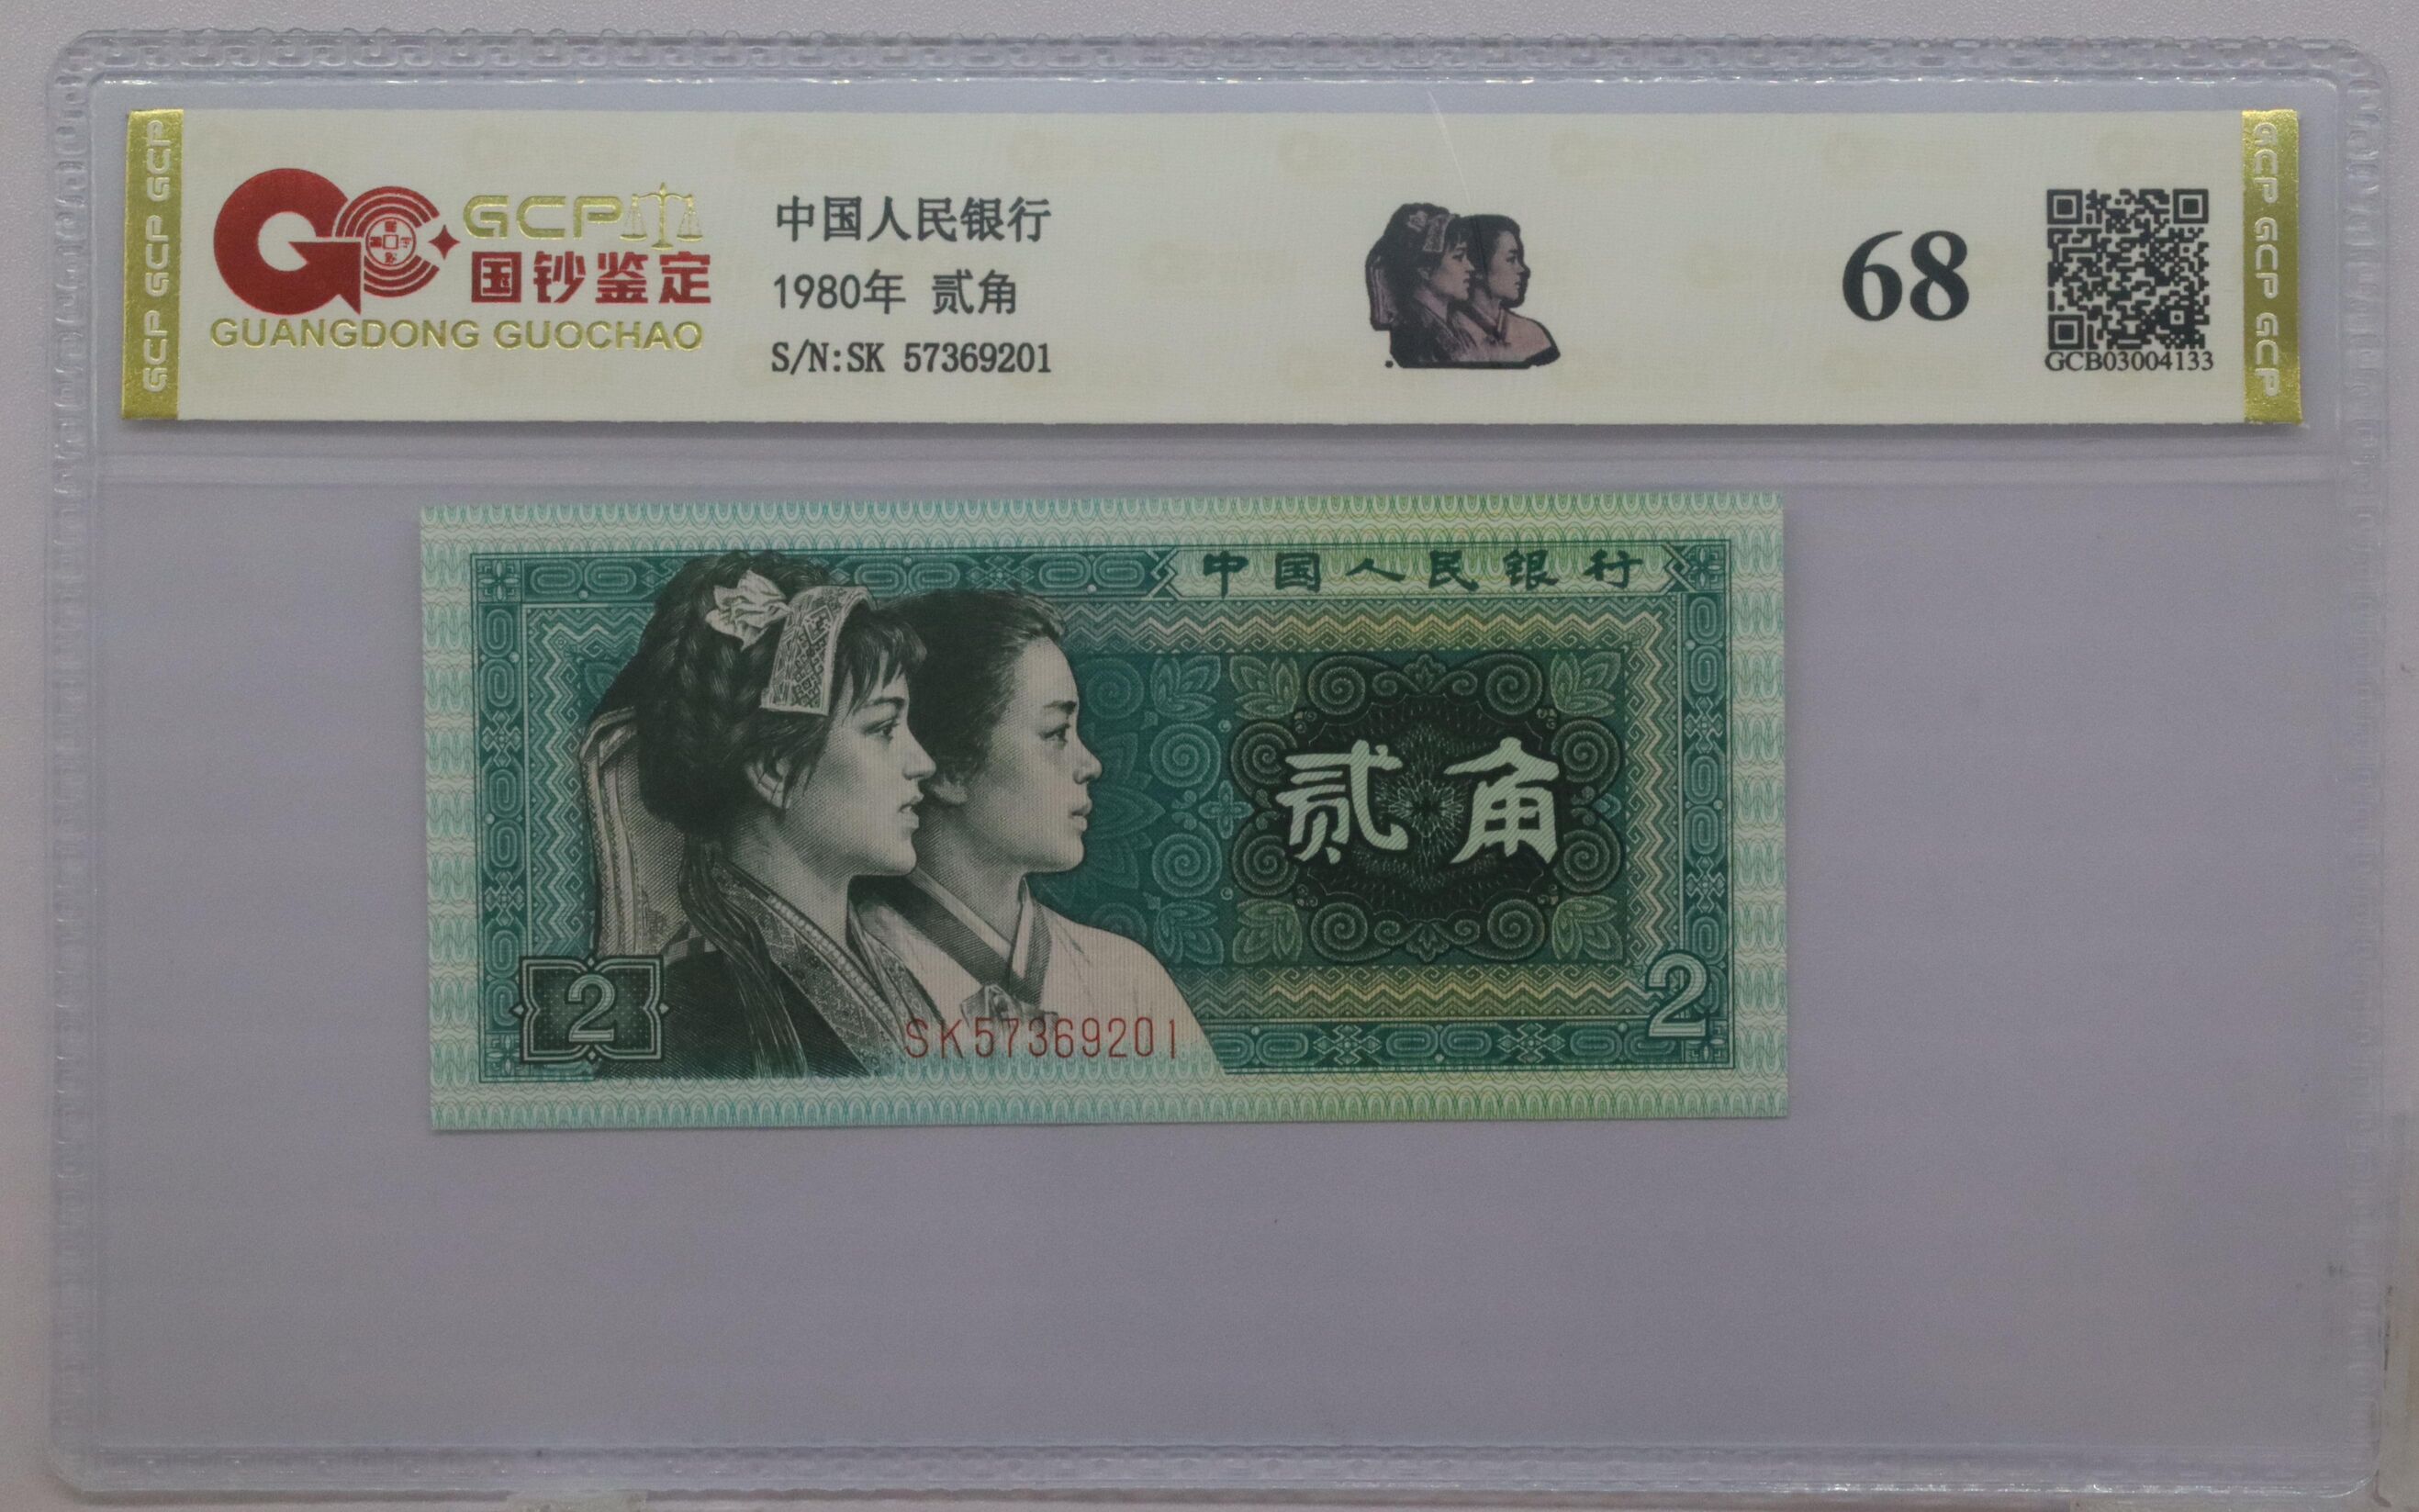 GCP GCP GCP
GCP
国钞鉴定
GUANGDONG GUOCHAO
中国人民银行
1980年 贰角
S/N:SK 57369201
68
GCB03004133
GCP GCP GCP
中国人民银行
贰角
2
2
SK57369201